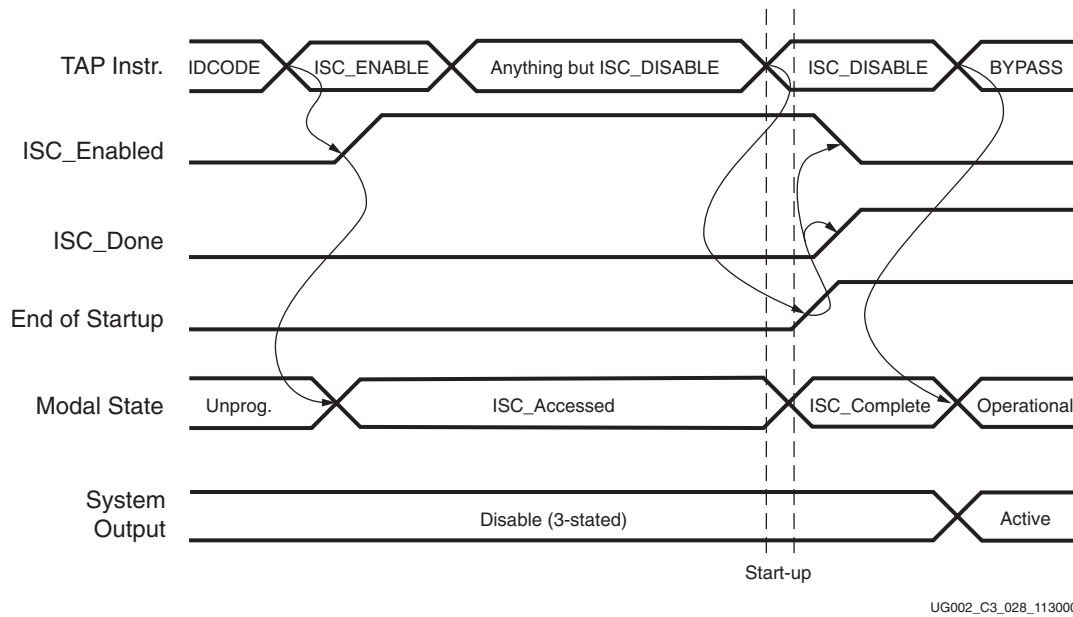 TAP Instr.
IDCODE
ISC_ENABLE
Anything but ISC_DISABLE
ISC_DISABLE
BYPASS
ISC_Enabled
ISC_Done
End of Startup
Modal State
Unprog.
ISC_Accessed
ISC_Complete
Operational
System
Output
Disable (3-stated)
Active
Start-up
UG002_C3_028_113000